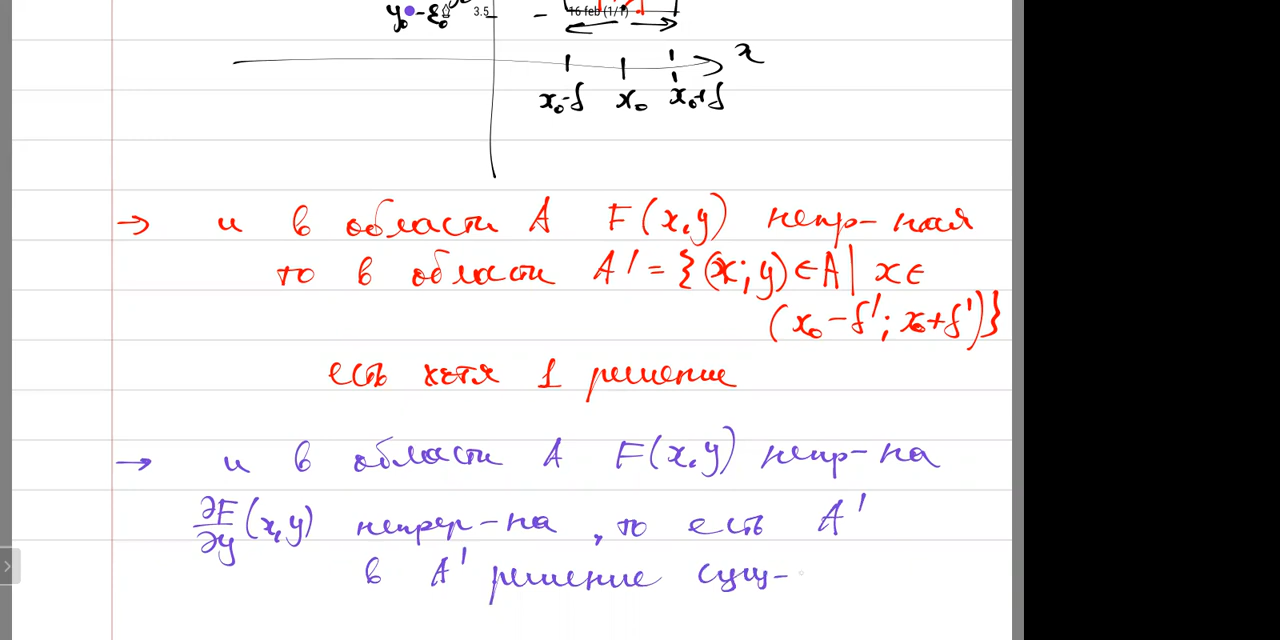 y₀-ε₀ 3.5 16 feb (1/1)
x
x₀-δ x₀ x₀+δ
→ и в области A F(x,y) непр-ная
то в области A' = {(x;y)∈A| x∈
(x₀-δ'; x₀+δ')}
есть хотя 1 решение
→ и в области A F(x,y) непр-на
∂F/∂y (x,y) непрер-на, то есть A'
в A' решение сущ-